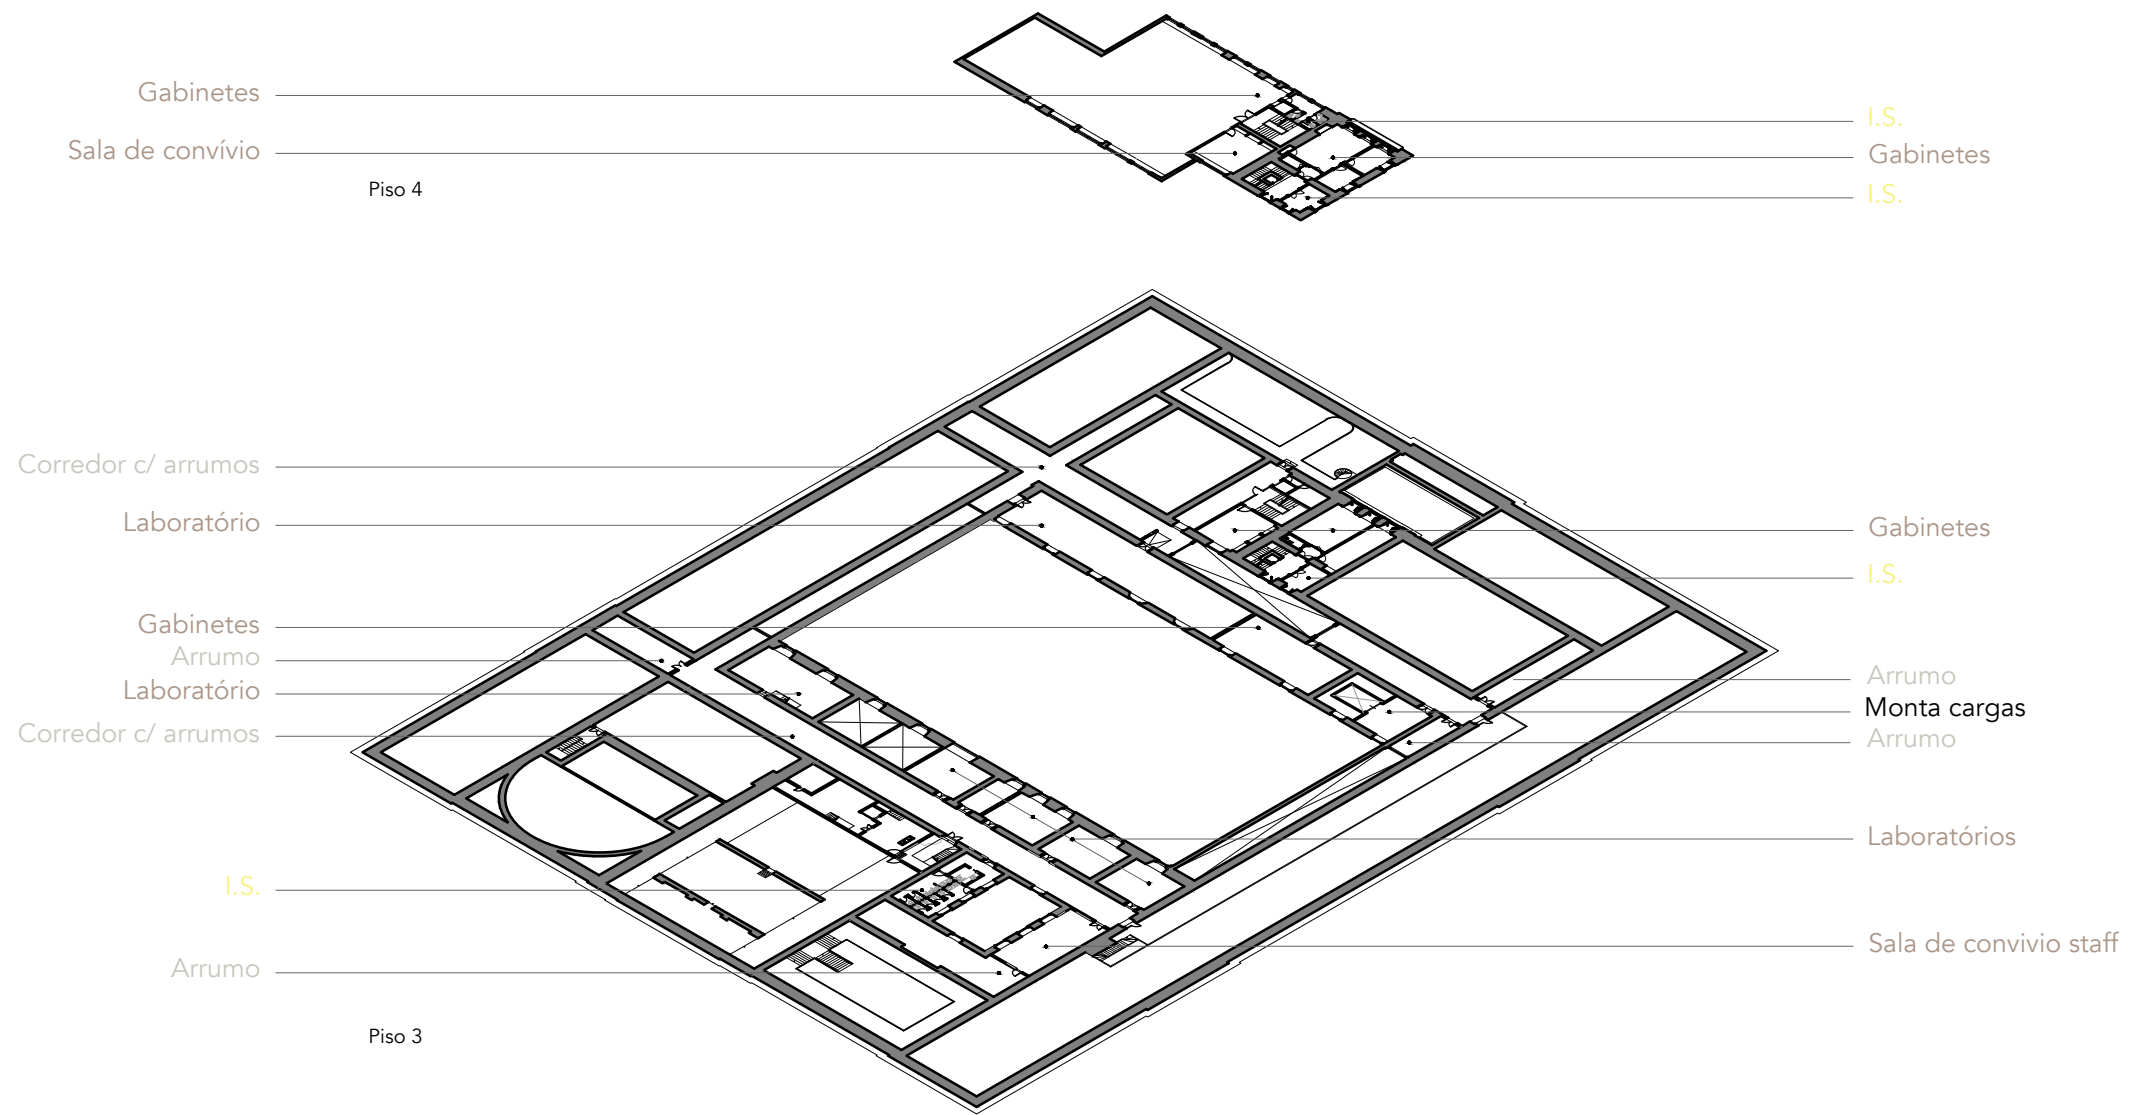 Gabinetes
Sala de convívio
Piso 4
I.S.
Gabinetes
I.S.
Corredor c/ arrumos
Laboratório
Gabinetes
Arrumo
Laboratório
Corredor c/ arrumos
I.S.
Arrumo
Piso 3
Gabinetes
I.S.
Arrumo
Monta cargas
Arrumo
Laboratórios
Sala de convivio staff